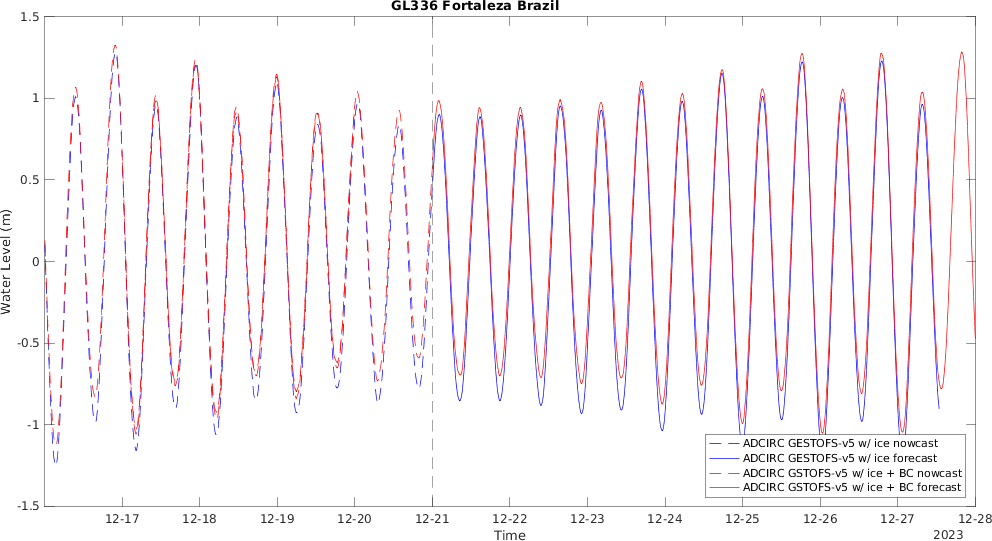 GL336 Fortaleza Brazil
1.5
1
0.5
0
-0.5
-1
-1.5
Water Level (m)
12-17 12-18 12-19 12-20 12-21 12-22 12-23 12-24 12-25 12-26 12-27 12-28
Time
2023
ADCIRC GESTOFS-v5 w/ ice nowcast
ADCIRC GESTOFS-v5 w/ ice forecast
ADCIRC GSTOFS-v5 w/ ice + BC nowcast
ADCIRC GSTOFS-v5 w/ ice + BC forecast